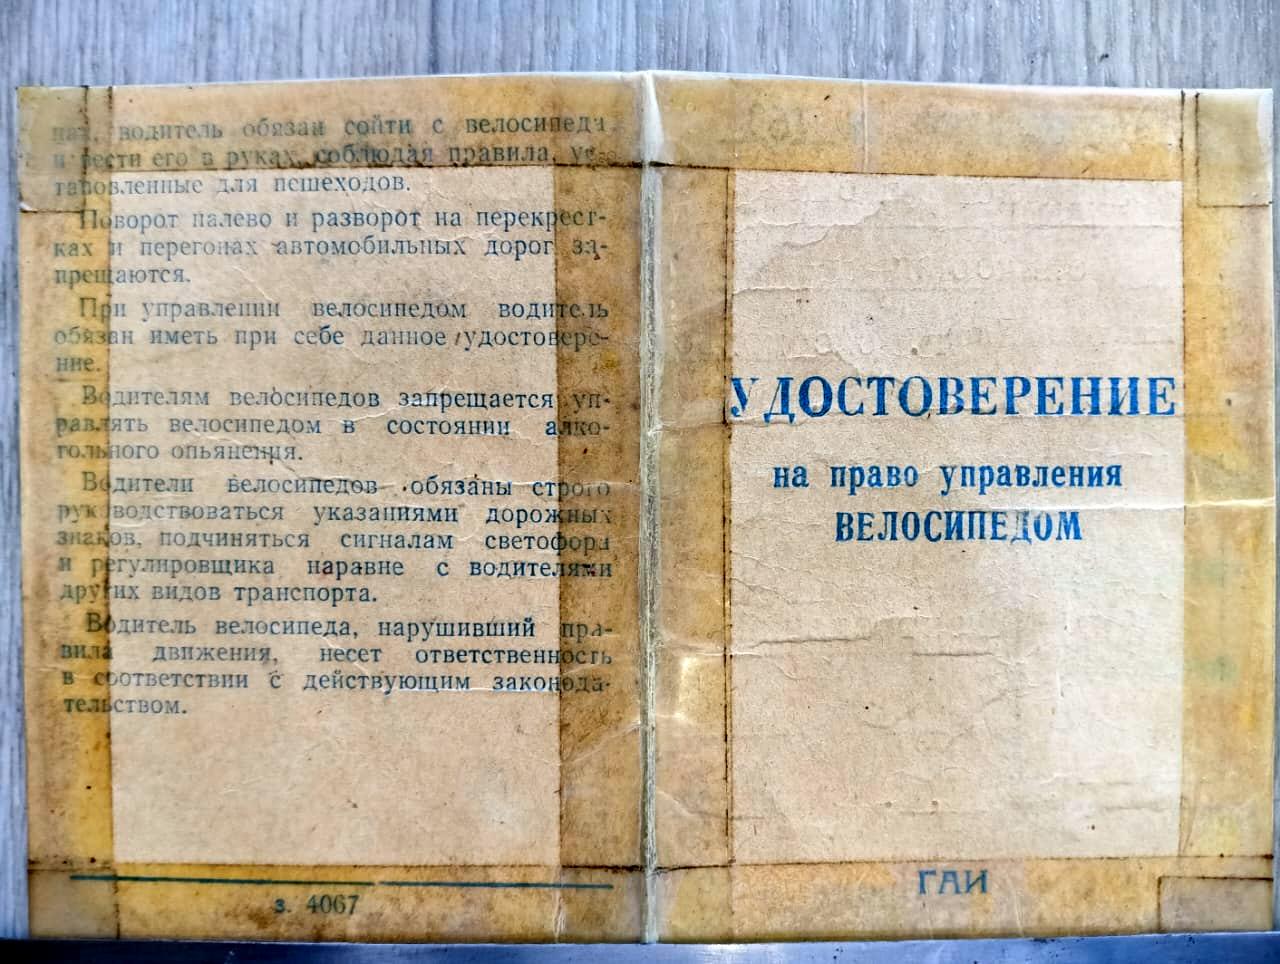 нах, водитель обязан сойти с велосипеда
и вести его в руках, соблюдая правила, ус-
тановленные для пешеходов.
Поворот налево и разворот на перекрест-
ках и перегонах автомобильных дорог за-
прещаются.
При управлении велосипедом водитель
обязан иметь при себе данное удостовере-
ние.
Водителям велосипедов запрещается уп-
равлять велосипедом в состоянии алко-
гольного опьянения.
Водители велосипедов обязаны строго
руководствоваться указаниями дорожных
знаков, подчиняться сигналам светофора
и регулировщика наравне с водителями
других видов транспорта.
Водитель велосипеда, нарушивший пра-
вила движения, несет ответственность
в соответствии с действующим законода-
тельством.
з. 4067
УДОСТОВЕРЕНИЕ
на право управления
ВЕЛОСИПЕДОМ
ГАИ